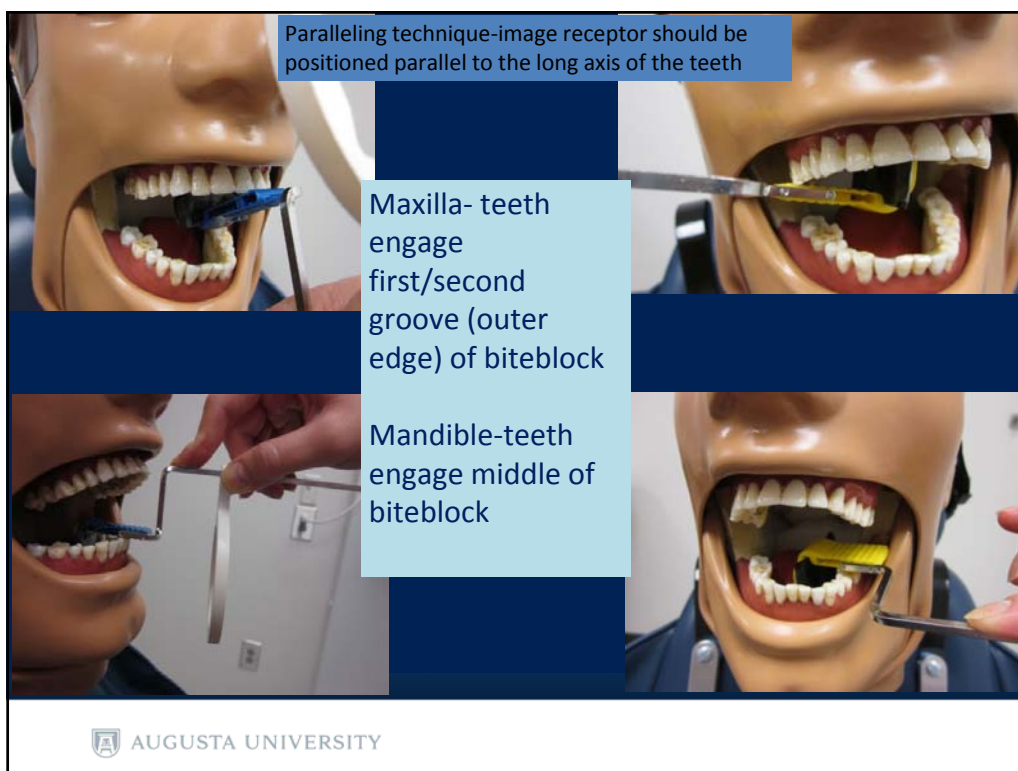 Paralleling technique-image receptor should be
positioned parallel to the long axis of the teeth
Maxilla- teeth
engage
first/second
groove (outer
edge) of biteblock
Mandible-teeth
engage middle of
biteblock
AUGUSTA UNIVERSITY